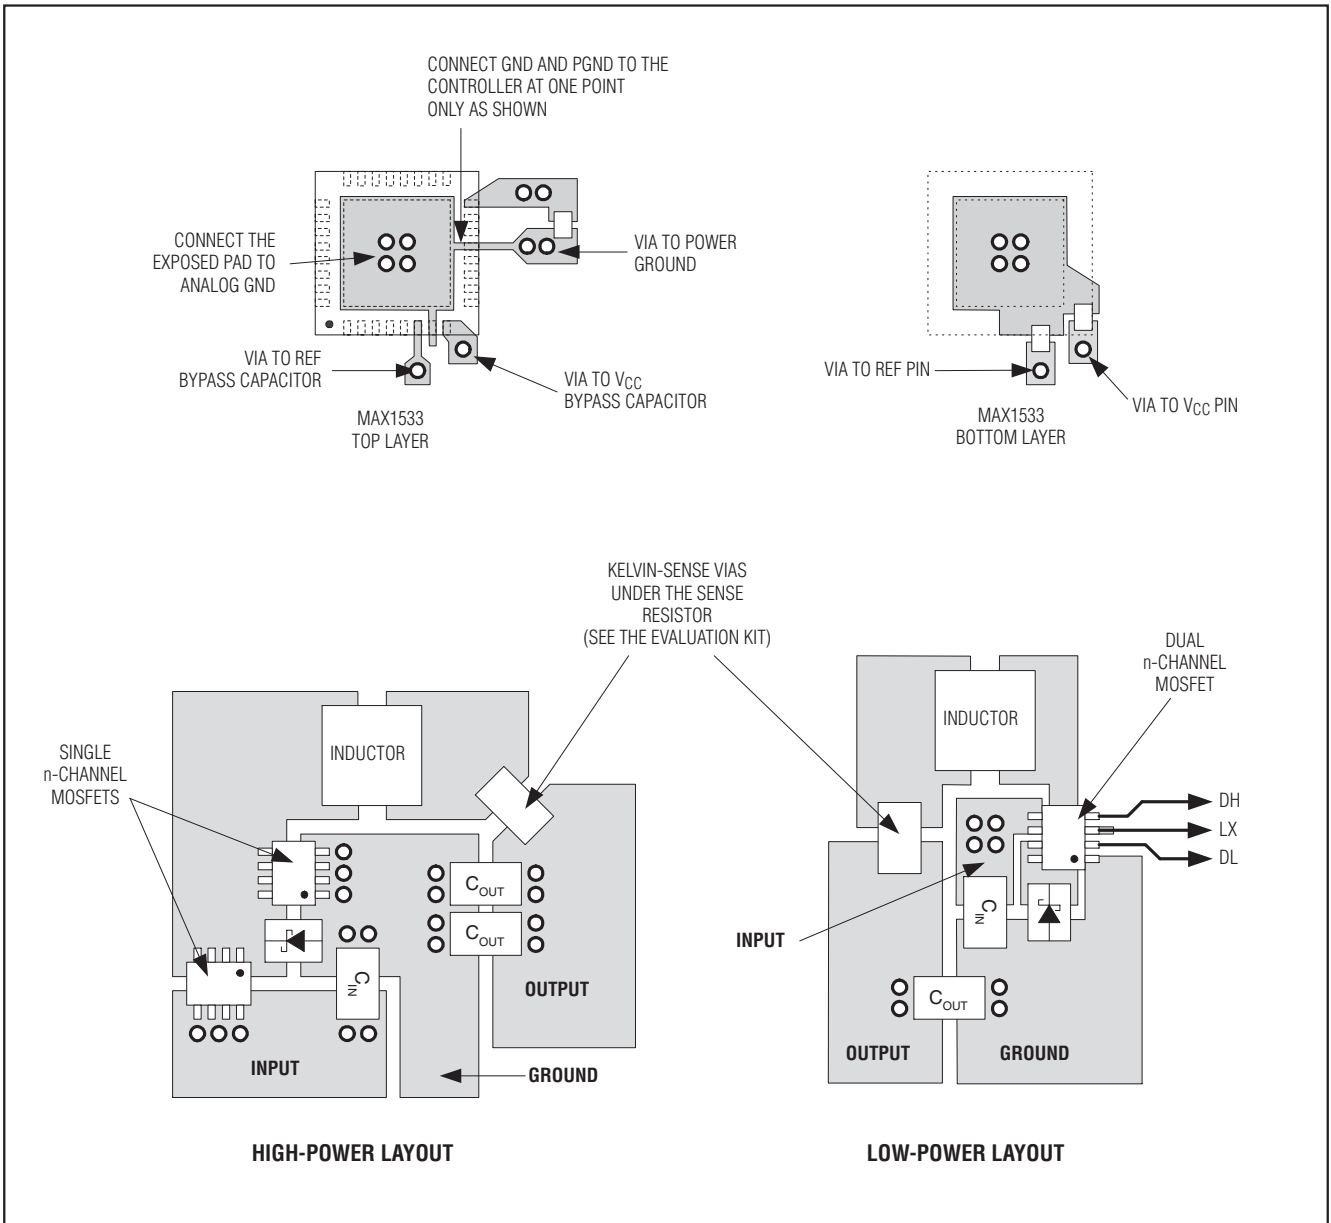 CONNECT GND AND PGND TO THE
CONTROLLER AT ONE POINT
ONLY AS SHOWN
CONNECT THE
EXPOSED PAD TO
ANALOG GND
VIA TO POWER
GROUND
VIA TO REF
BYPASS CAPACITOR
VIA TO VCC
BYPASS CAPACITOR
MAX1533
TOP LAYER
VIA TO REF PIN
VIA TO VCC PIN
MAX1533
BOTTOM LAYER
KELVIN-SENSE VIAS
UNDER THE SENSE
RESISTOR
(SEE THE EVALUATION KIT)
SINGLE
n-CHANNEL
MOSFETS
INDUCTOR
COUT
COUT
CIN
OUTPUT
INPUT
GROUND
HIGH-POWER LAYOUT
DUAL
n-CHANNEL
MOSFET
INDUCTOR
DH
LX
DL
CIN
INPUT
COUT
OUTPUT
GROUND
LOW-POWER LAYOUT